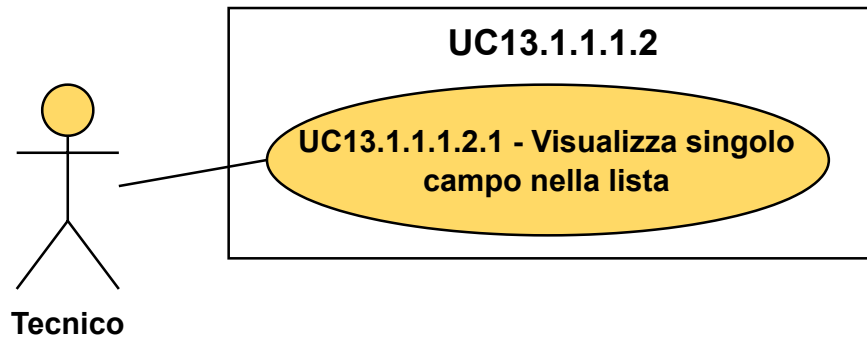 UC13.1.1.1.2
UC13.1.1.1.2.1 - Visualizza singolo
campo nella lista
Tecnico